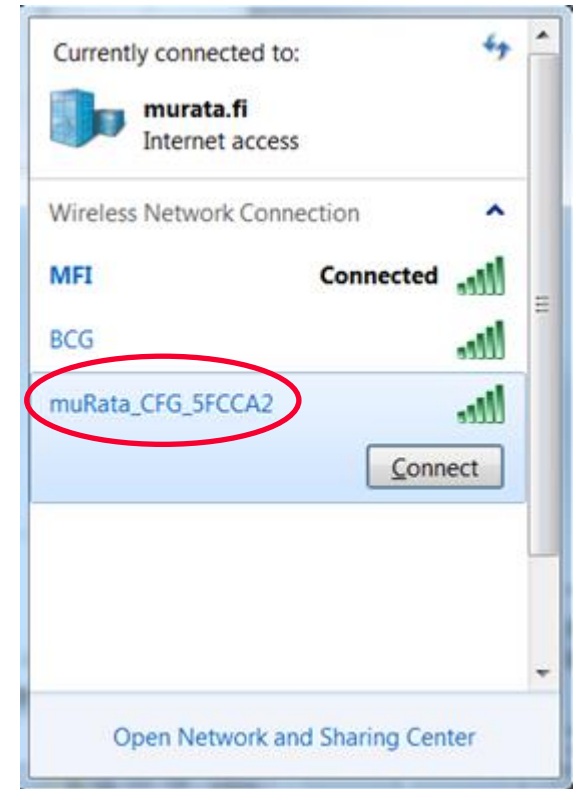 Currently connected to:
murata.fi
Internet access
Wireless Network Connection
MFI Connected
BCG
muRata_CFG_5FCCA2
Connect
Open Network and Sharing Center